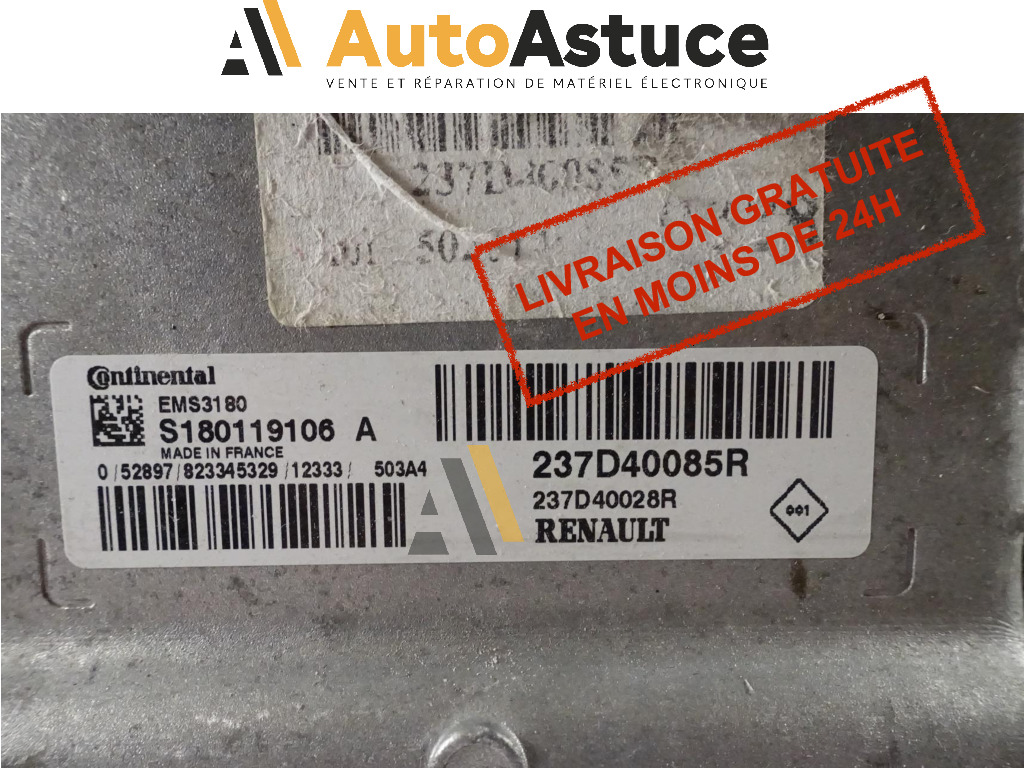 AutoAstuce
VENTE ET RÉPARATION DE MATÉRIEL ÉLECTRONIQUE
LIVRAISON GRATUITE
EN MOINS DE 24H
Continental
EMS3180
S180119106 A
MADE IN FRANCE
0/52897/823345329/12333/ 503A4
237D40085R
237D40028R
RENAULT
001